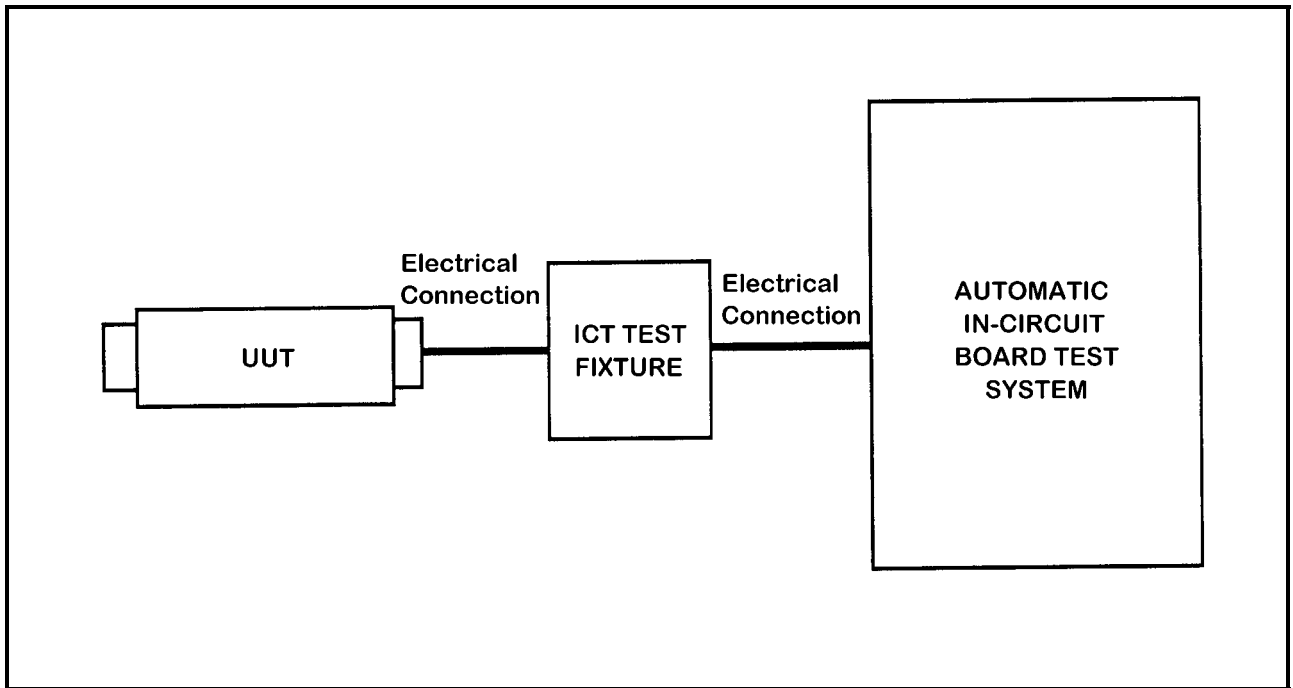 UUT
Electrical
Connection
ICT TEST
FIXTURE
Electrical
Connection
AUTOMATIC
IN-CIRCUIT
BOARD TEST
SYSTEM